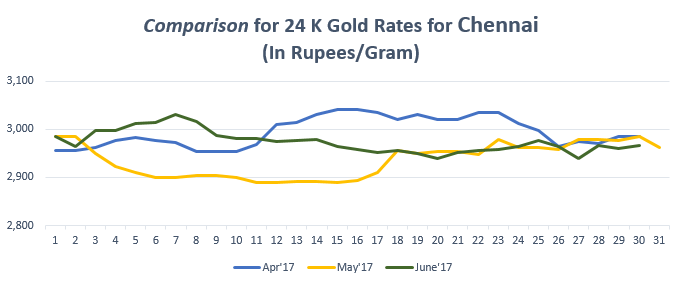 Comparison for 24 K Gold Rates for Chennai
(In Rupees/Gram)
3,100
3,000
2,900
2,800
1 2 3 4 5 6 7 8 9 10 11 12 13 14 15 16 17 18 19 20 21 22 23 24 25 26 27 28 29 30 31
Apr'17 May'17 June'17